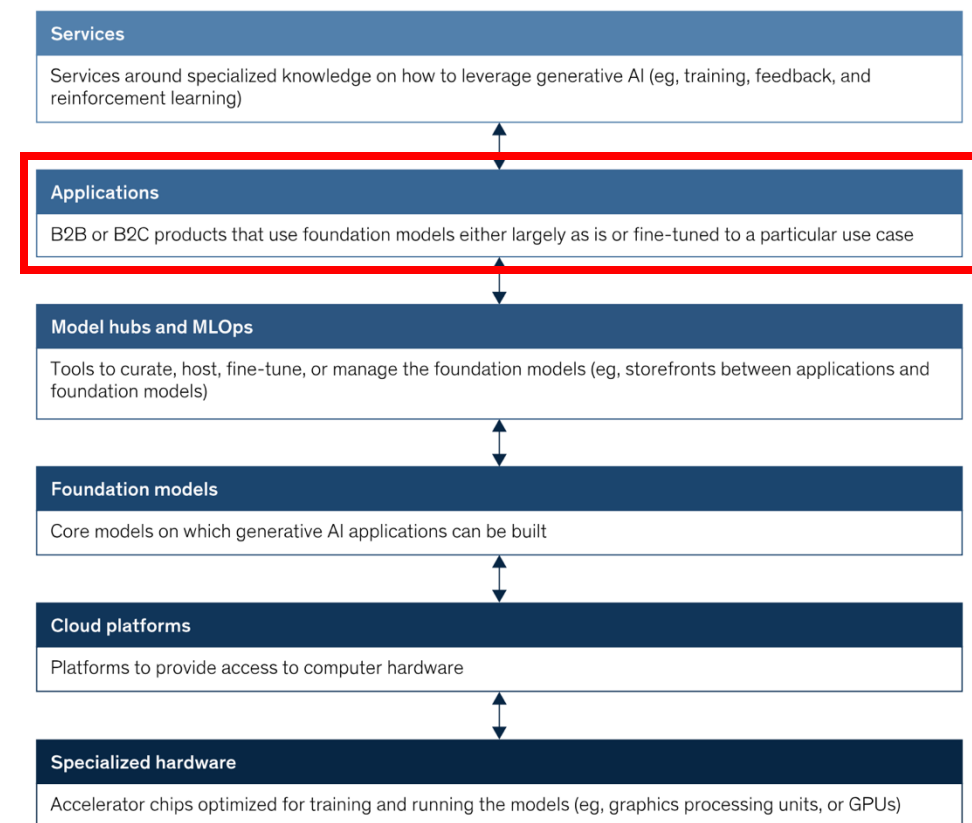 Services
Services around specialized knowledge on how to leverage generative AI (eg, training, feedback, and
reinforcement learning)
Applications
B2B or B2C products that use foundation models either largely as is or fine-tuned to a particular use case
Model hubs and MLOps
Tools to curate, host, fine-tune, or manage the foundation models (eg, storefronts between applications and
foundation models)
Foundation models
Core models on which generative AI applications can be built
Cloud platforms
Platforms to provide access to computer hardware
Specialized hardware
Accelerator chips optimized for training and running the models (eg, graphics processing units, or GPUs)